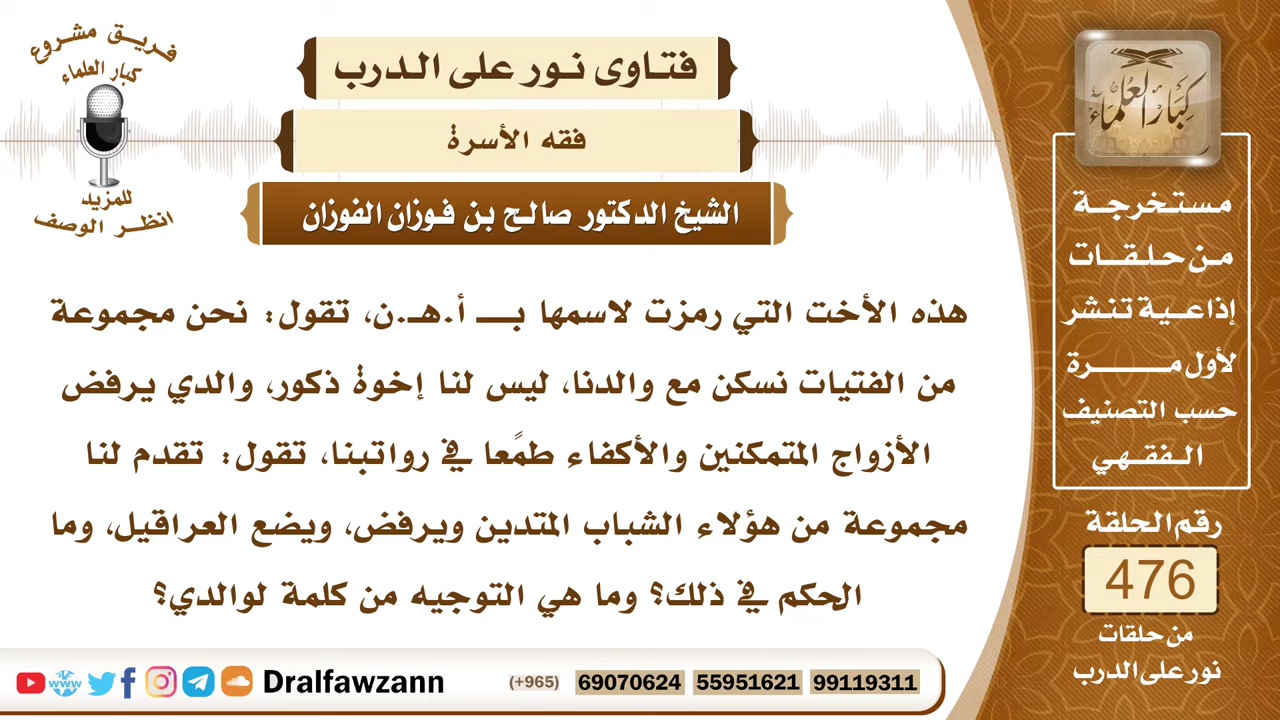 فريق مشروع
كبار العلماء
للمزيد
انظر الوصف
فتاوى نور على الدرب
فقه الأسرة
الشيخ الدكتور صالح بن فوزان الفوزان
هذه الأخت التي رمزت لاسمها بـ أ.هـ.ن، تقول: نحن مجموعة
من الفتيات نسكن مع والدنا، ليس لنا إخوة ذكور، والدي يرفض
الأزواج المتمكنين والأكفاء طمًعا في رواتبنا، تقول: تقدم لنا
مجموعة من هؤلاء الشباب المتدين ويرفض، ويضع العراقيل، وما
الحكم في ذلك؟ وما هي التوجيه من كلمة لوالدي؟
كبار العلماء
مستخرجة
من حلقات
إذاعية تنشر
لأول مرة
حسب التصنيف
الفقهي
رقم الحلقة
476
من حلقات
نور على الدرب
www
Dralfawzann
(+965) 69070624 55951621 99119311